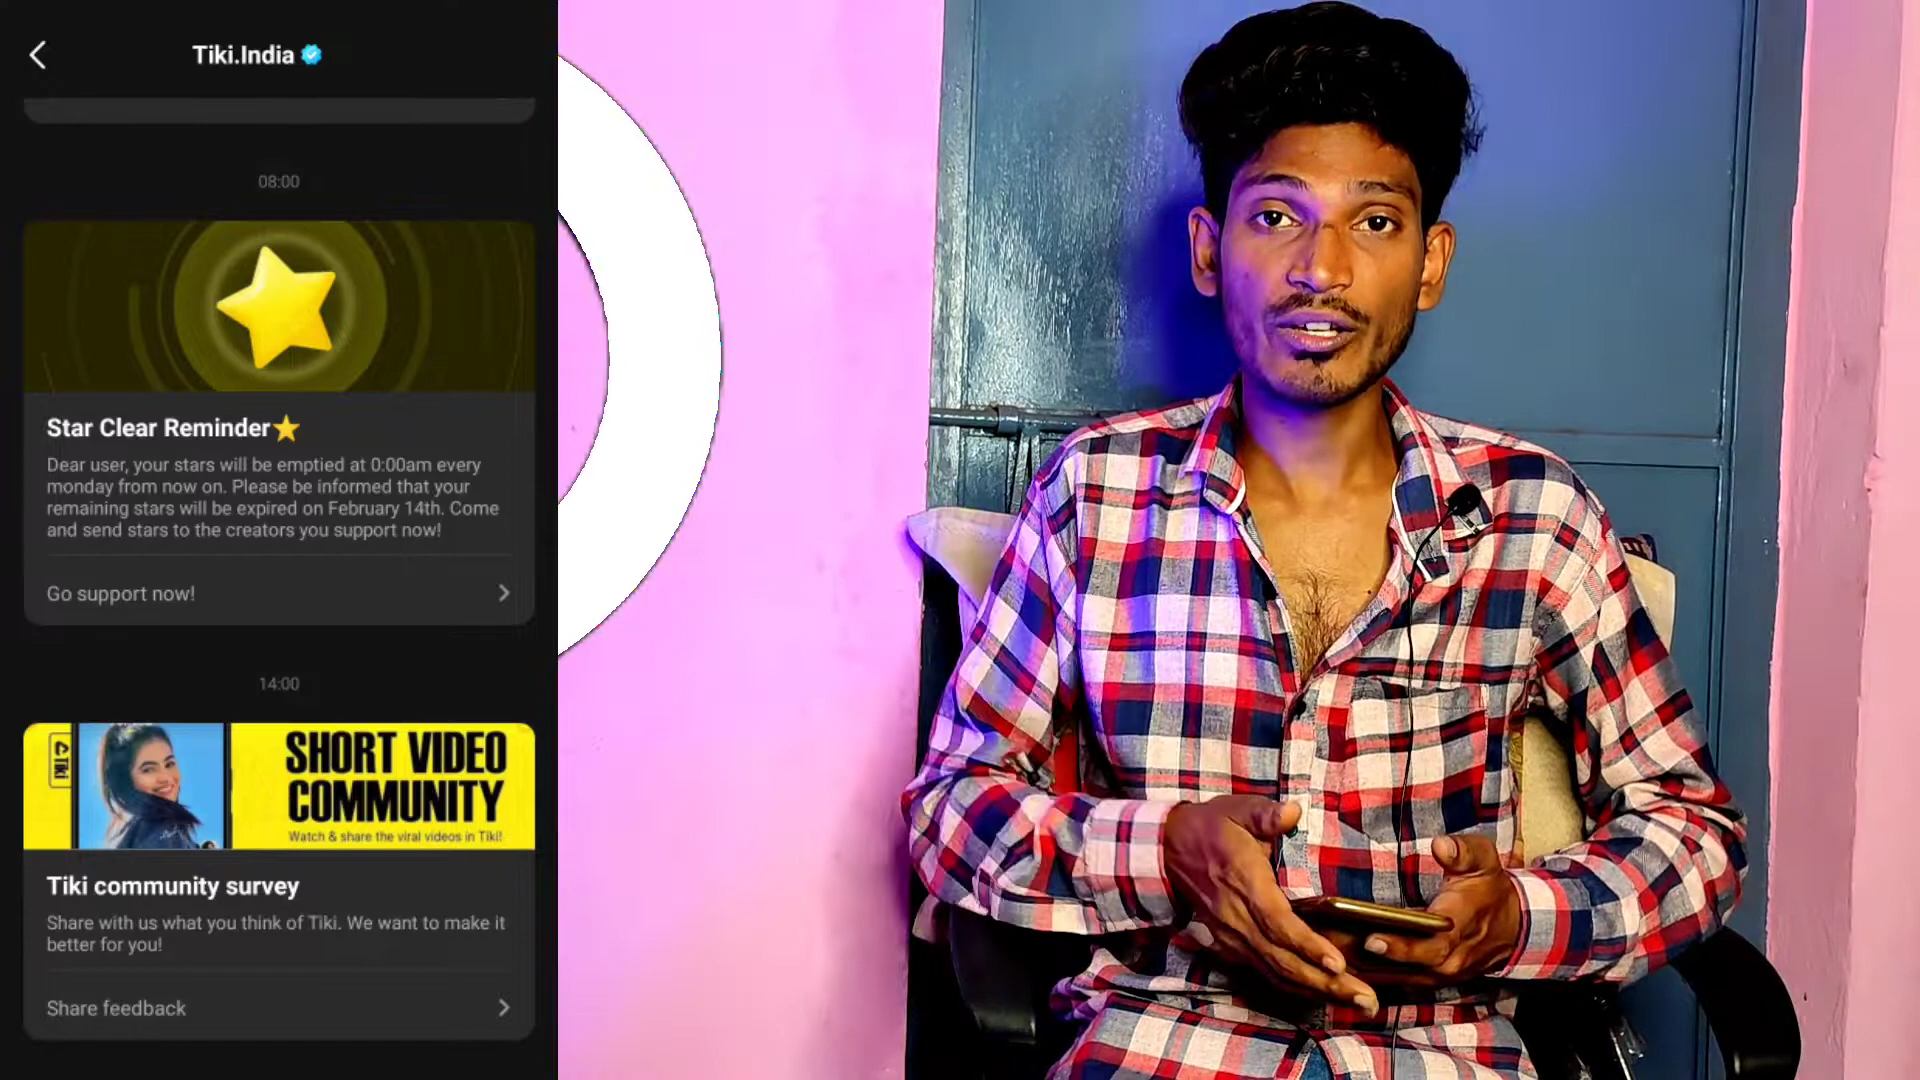 Tiki.India
08:00
Star Clear Reminder⭐
Dear user, your stars will be emptied at 0:00am every
monday from now on. Please be informed that your
remaining stars will be expired on February 14th. Come
and send stars to the creators you support now!
Go support now!
14:00
Tiki
SHORT VIDEO
COMMUNITY
Watch & share the viral videos in Tiki!
Tiki community survey
Share with us what you think of Tiki. We want to make it
better for you!
Share feedback